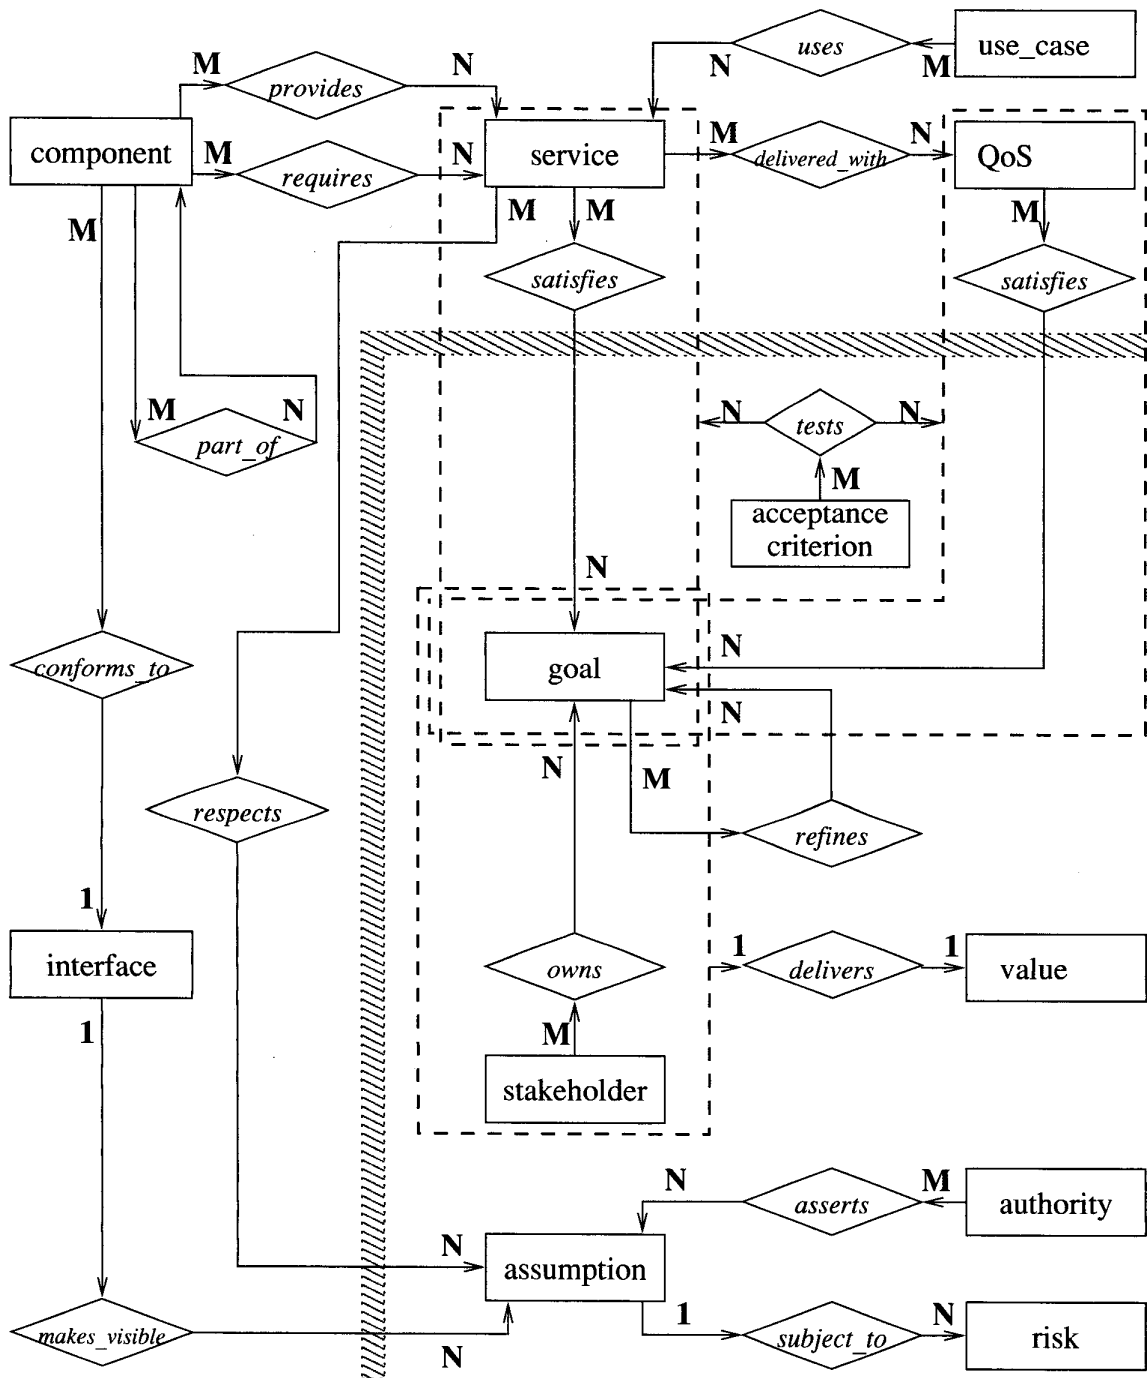 M
provides
N
uses
N
M
use_case
component
M
requires
N
service
M
delivered_with
N
QoS
M
M
M
M
satisfies
satisfies
M
N
part_of
N
tests
N
M
acceptance
criterion
N
conforms_to
goal
N
N
N
M
respects
refines
1
interface
owns
1
delivers
1
value
1
M
stakeholder
N
M
asserts
authority
N
assumption
1
N
makes_visible
N
subject_to
risk